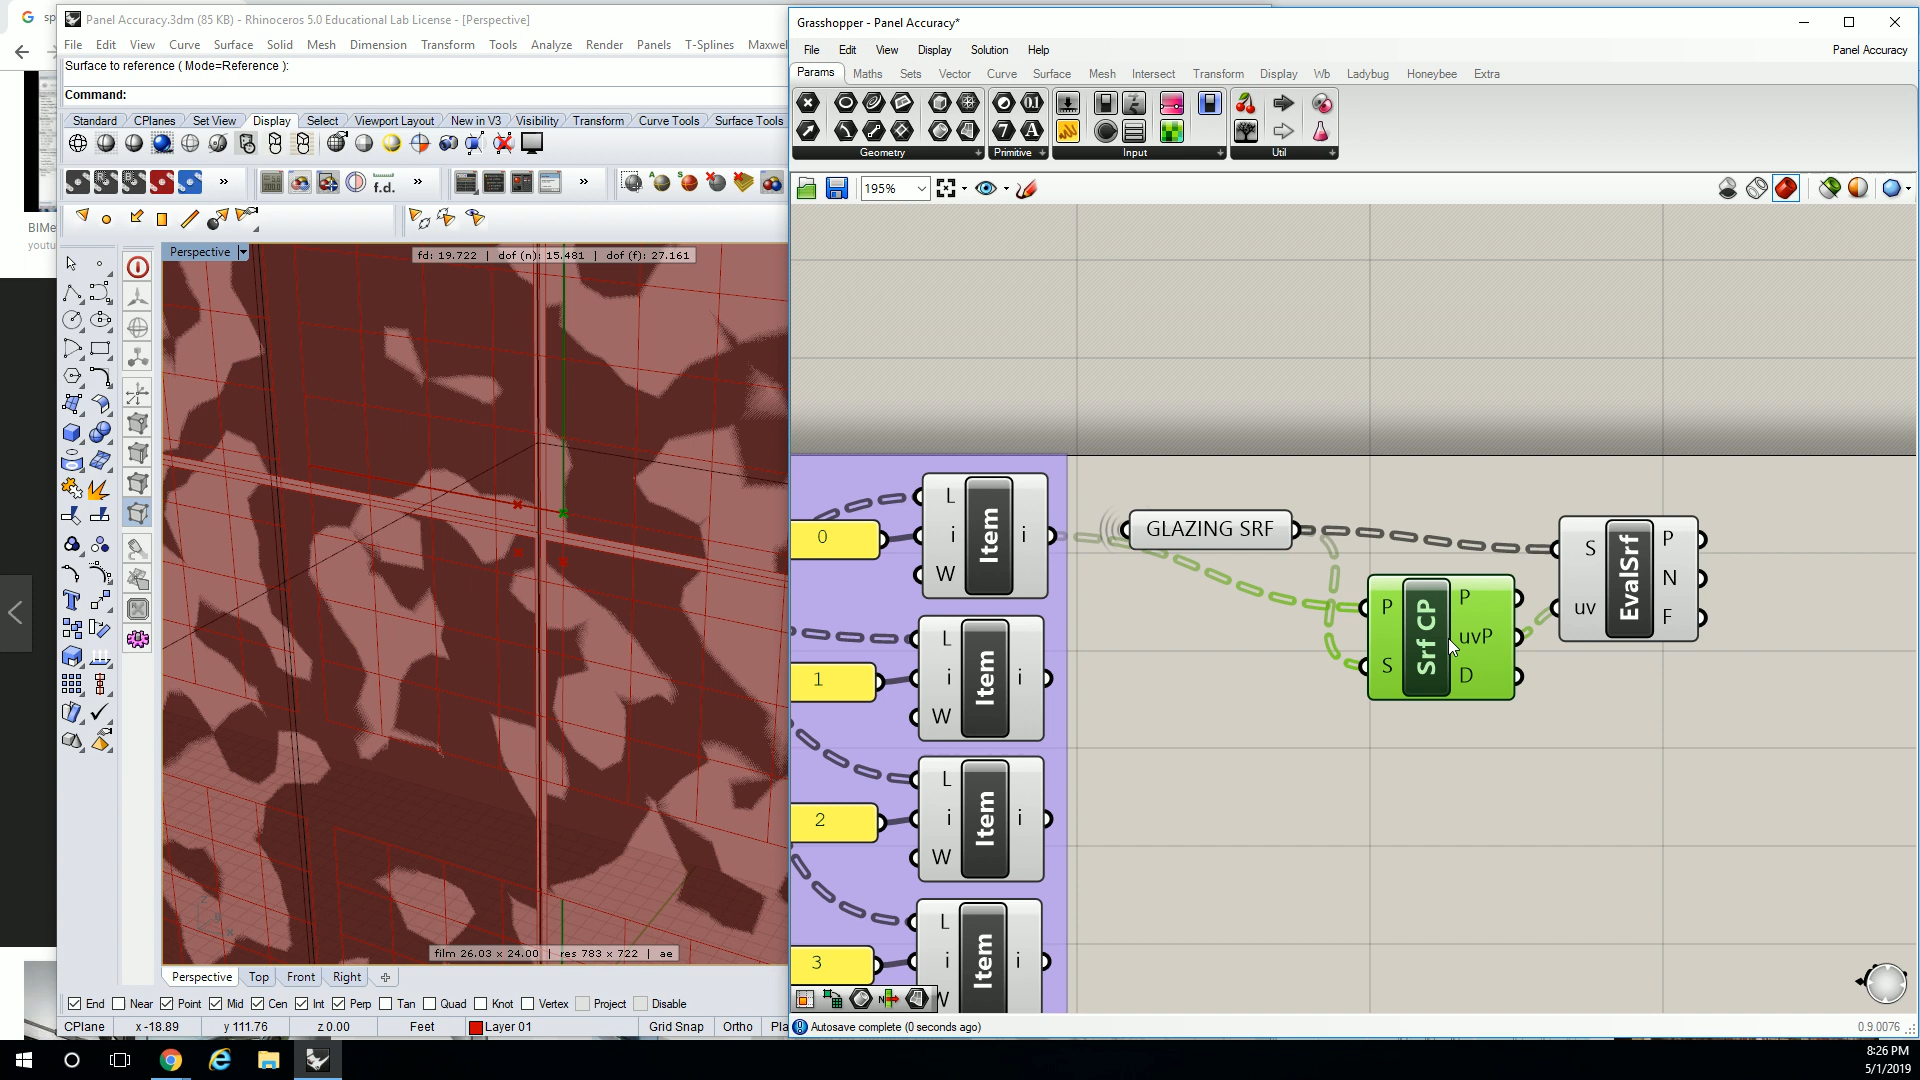 sp
BIMe
youtu
Panel Accuracy.3dm (85 KB) - Rhinoceros 5.0 Educational Lab License - [Perspective]
File Edit View Curve Surface Solid Mesh Dimension Transform Tools Analyze Render Panels T-Splines Maxwel
Surface to reference ( Mode=Reference ):
Command:
Standard CPlanes Set View Display Select Viewport Layout New in V3 Visibility Transform Curve Tools Surface Tools
f.d.
Perspective
fd: 19.722 | dof (n): 15.481 | dof (f): 27.161
film 26.03 x 24.00 | res 783 x 722 | ae
Perspective Top Front Right
End Near Point Mid Cen Int Perp Tan Quad Knot Vertex Project Disable
CPlane x -18.89 y 111.76 z 0.00 Feet Layer 01 Grid Snap Ortho Pla
Grasshopper - Panel Accuracy*
File Edit View Display Solution Help Panel Accuracy
Params Maths Sets Vector Curve Surface Mesh Intersect Transform Display Wb Ladybug Honeybee Extra
Geometry Primitive Input Util
195%
0
L
i
W
Item
i
1
L
i
W
Item
i
2
L
i
W
Item
i
3
L
i
W
Item
i
GLAZING SRF
P
S
Srf CP
P
uvP
D
S
uv
EvalSrf
P
N
F
Autosave complete (0 seconds ago)
0.9.0076
8:26 PM
5/1/2019